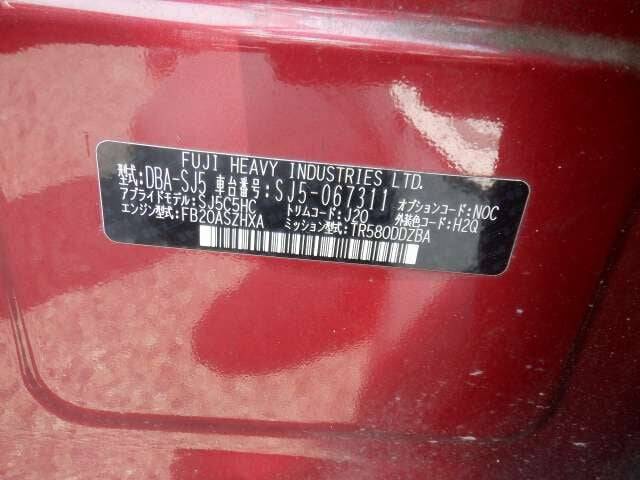 FUJI HEAVY INDUSTRIES LTD.
型式:DBA-SJ5 車台番号:SJ5-067311
アプライドモデル:SJ5C5HC トリムコード:J20 オプションコード:NOC
エンジン型式:FB20ASZHXA ミッション型式:TR580DDZBA 外装色コード:H2Q